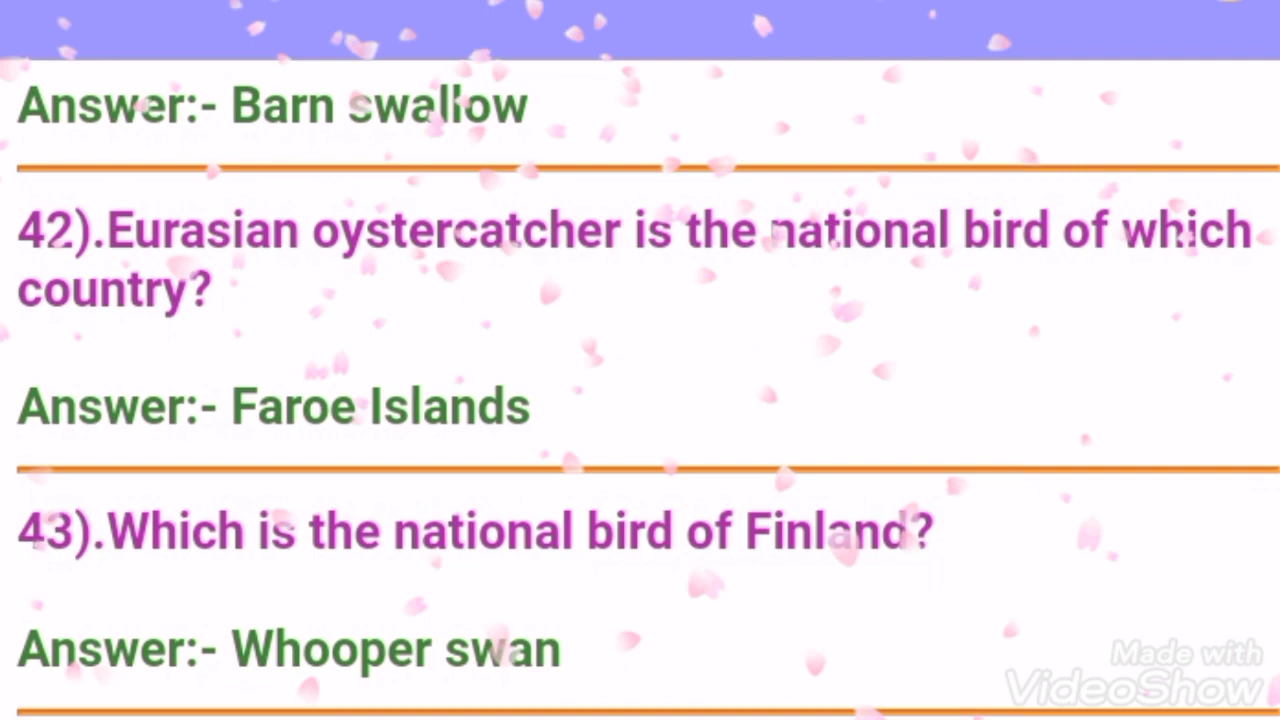 Answer:- Barn swallow
42).Eurasian oystercatcher is the national bird of which
country?
Answer:- Faroe Islands
43).Which is the national bird of Finland?
Answer:- Whooper swan
Made with
VideoShow